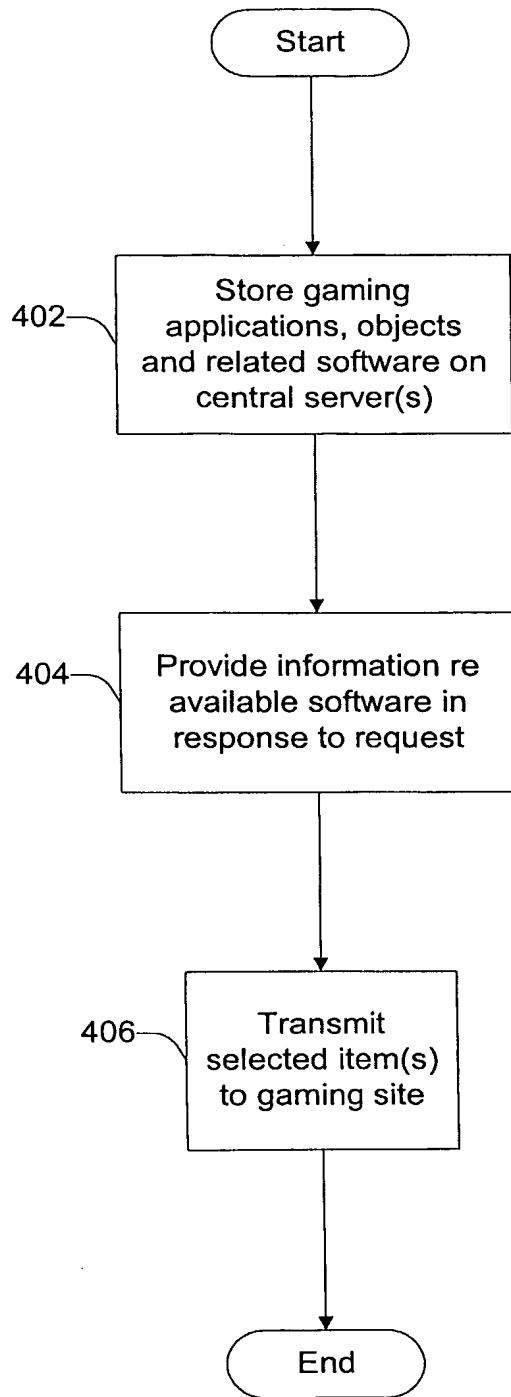 Start
402
Store gaming
applications, objects
and related software on
central server(s)
404
Provide information re
available software in
response to request
406
Transmit
selected item(s)
to gaming site
End